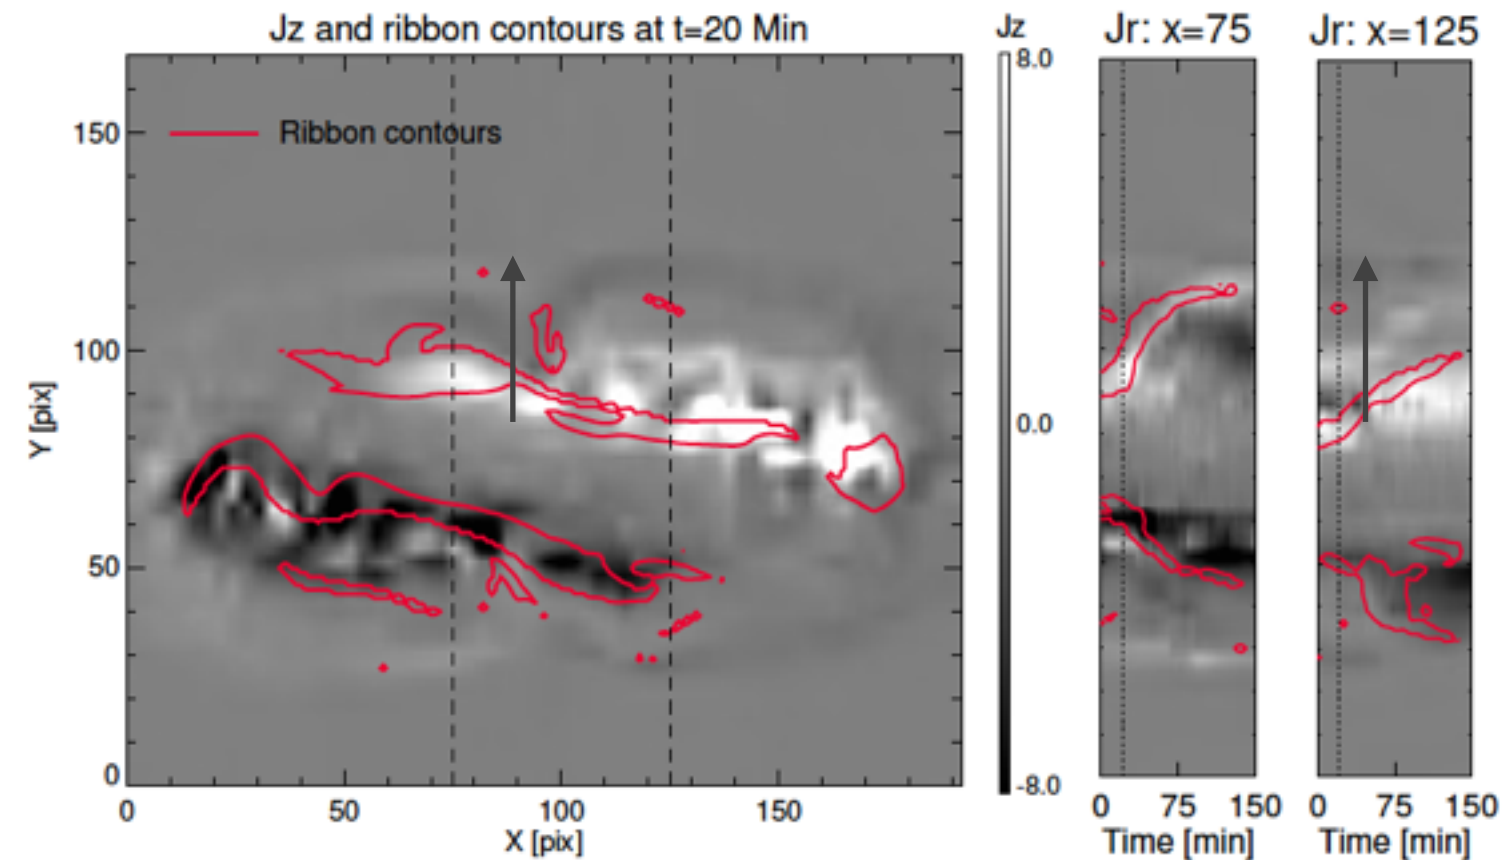 Jz and ribbon contours at t=20 Min
Jz
Jr: x=75
Jr: x=125
8.0
0.0
-8.0
Ribbon contours
150
100
50
0
Y [pix]
0 50 100 150
X [pix]
0 75 150
Time [min]
0 75 150
Time [min]